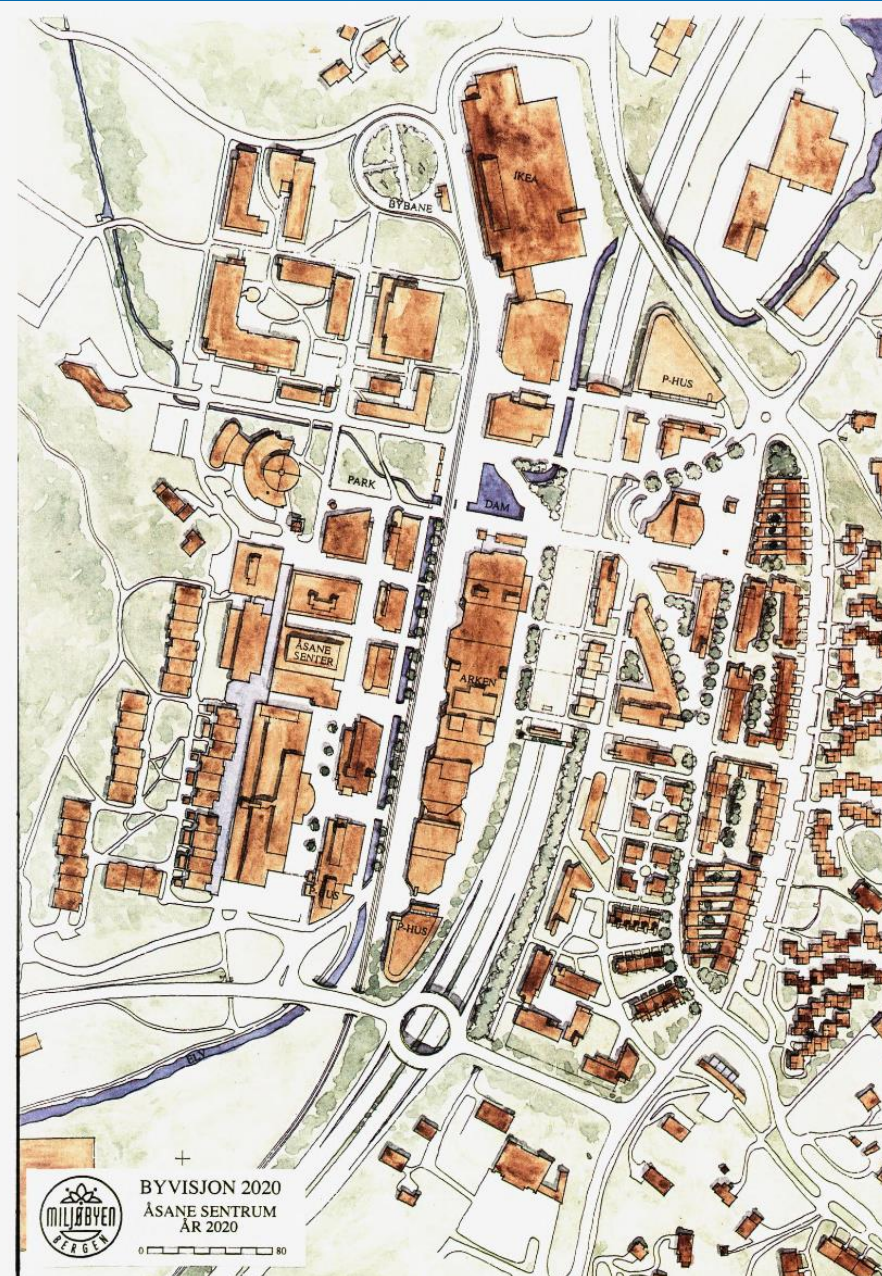 IKEA
BYBANE
P-HUS
PARK
DAM
ÅSANE
SENTER
ARKEN
P-HUS
P-HUS
ELV
MILJØBYEN
BERGEN
BYVISJON 2020
ÅSANE SENTRUM
ÅR 2020
0 80